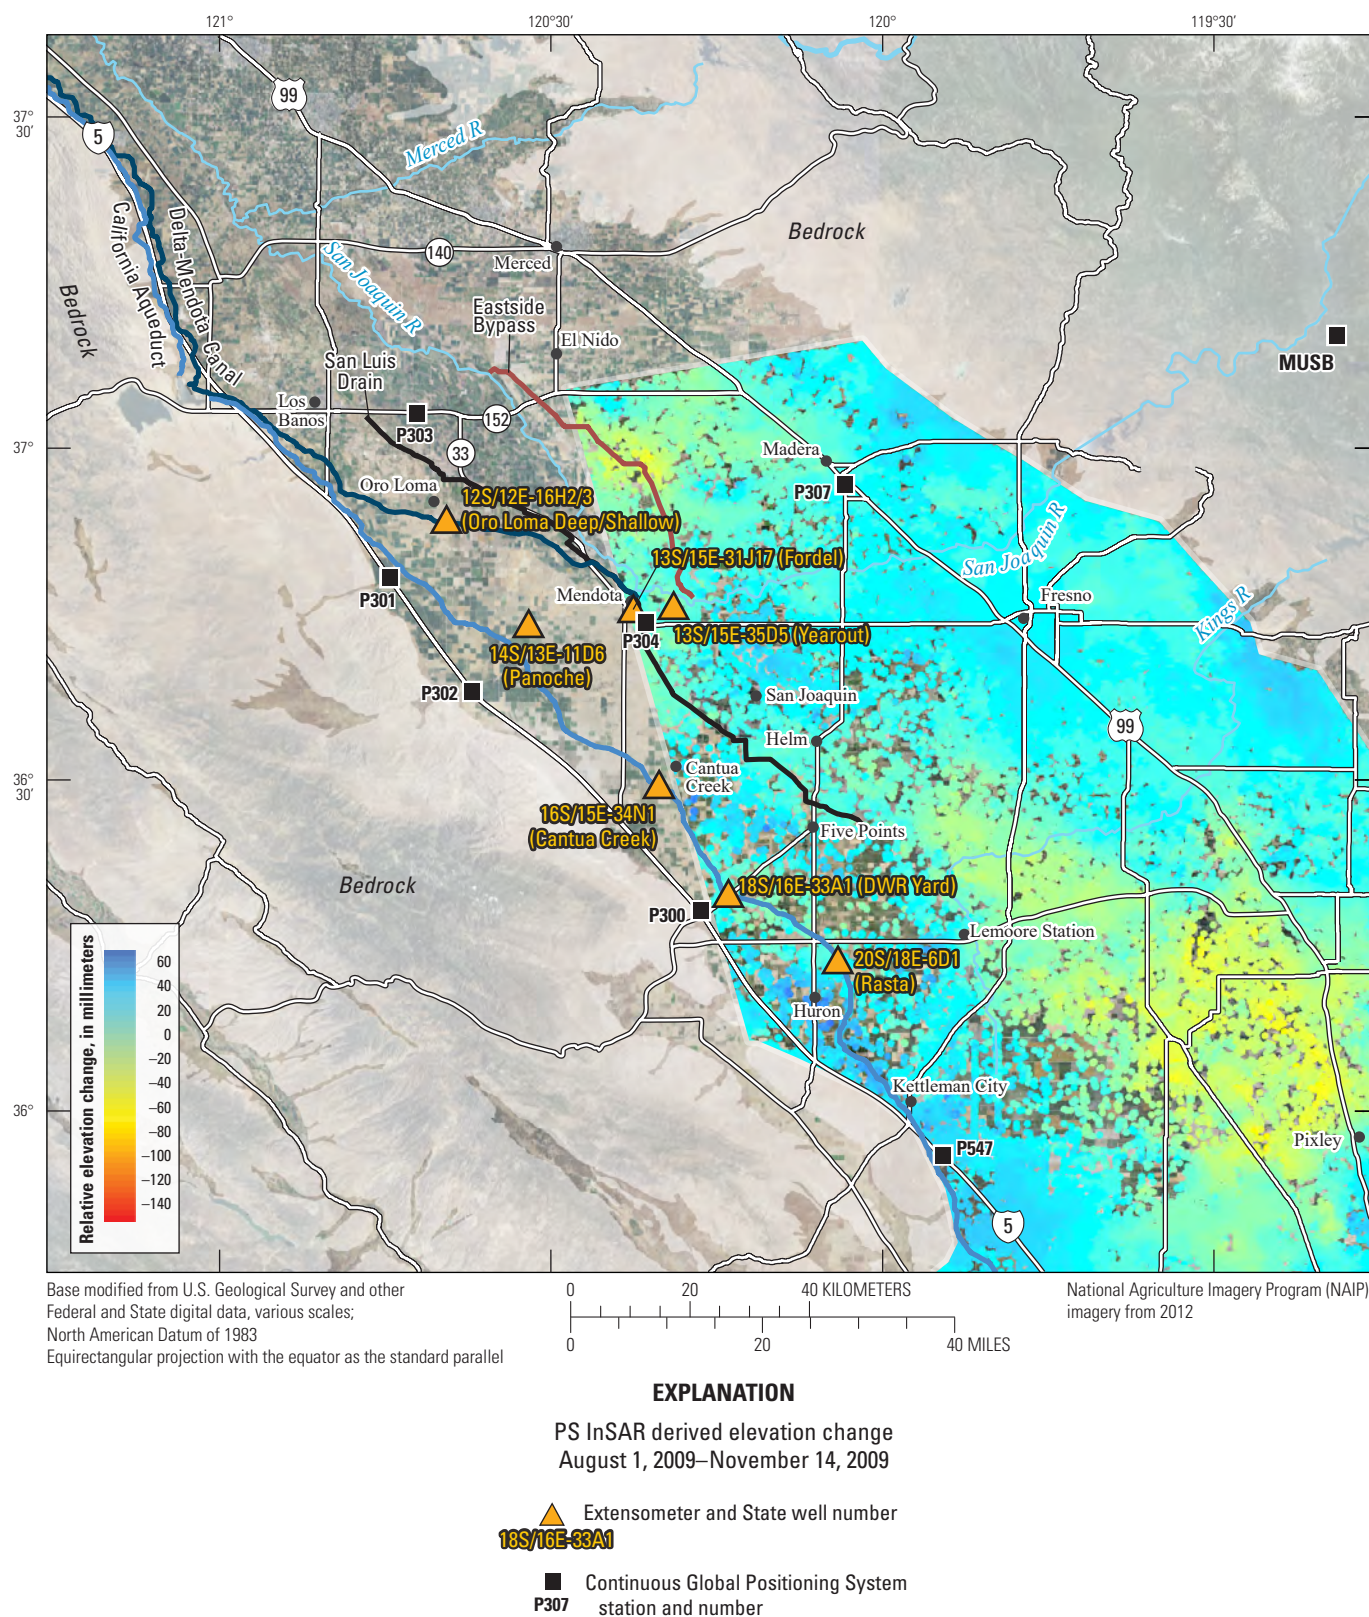 121°
120°30'
120°
119°30'
37°
30'
37°
36°
30'
36°
99
5
Merced R
Bedrock
140
Merced
California Aqueduct
Delta-Mendota Canal
San Joaquin R
Bedrock
Eastside
Bypass
El Nido
MUSB
San Luis
Drain
Los
Banos
P303
152
33
Madera
P307
Oro Loma
12S/12E-16H2/3
(Oro Loma Deep/Shallow)
San Joaquin R
13S/15E-31J17 (Fordel)
P301
Mendota
Fresno
Kings R
P304
13S/15E-35D5 (Yearout)
14S/13E-11D6
(Panoche)
P302
San Joaquin
99
Helm
Cantua
Creek
16S/15E-34N1
(Cantua Creek)
Five Points
Bedrock
18S/16E-33A1 (DWR Yard)
P300
Lemoore Station
20S/18E-6D1
(Rasta)
Huron
Kettleman City
Pixley
P547
5
Relative elevation change, in millimeters
60
40
20
0
–20
–40
–60
–80
–100
–120
–140
Base modified from U.S. Geological Survey and other
Federal and State digital data, various scales;
North American Datum of 1983
Equirectangular projection with the equator as the standard parallel
0 20 40 KILOMETERS
0 20 40 MILES
National Agriculture Imagery Program (NAIP)
imagery from 2012
EXPLANATION
PS InSAR derived elevation change
August 1, 2009–November 14, 2009
Extensometer and State well number
18S/16E-33A1
Continuous Global Positioning System
station and number
P307